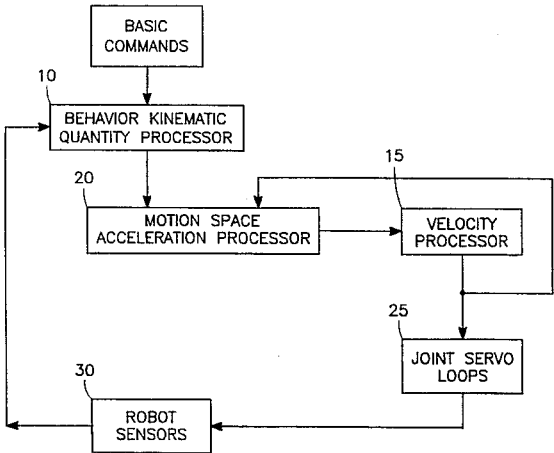 BASIC
COMMANDS
10
BEHAVIOR KINEMATIC
QUANTITY PROCESSOR
20
MOTION SPACE
ACCELERATION PROCESSOR
15
VELOCITY
PROCESSOR
25
JOINT SERVO
LOOPS
30
ROBOT
SENSORS